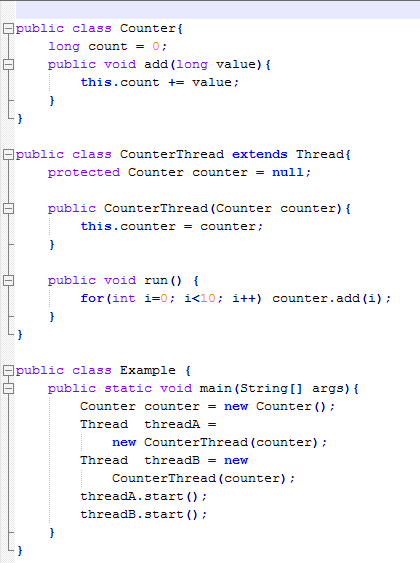 public class Counter{
    long count = 0;
    public void add(long value){
        this.count += value;
    }
}

public class CounterThread extends Thread{
    protected Counter counter = null;

    public CounterThread(Counter counter){
        this.counter = counter;
    }

    public void run() {
        for(int i=0; i<10; i++) counter.add(i);
    }
}

public class Example {
    public static void main(String[] args){
        Counter counter = new Counter();
        Thread  threadA =
            new CounterThread(counter);
        Thread  threadB = new
            CounterThread(counter);
        threadA.start();
        threadB.start();
    }
}